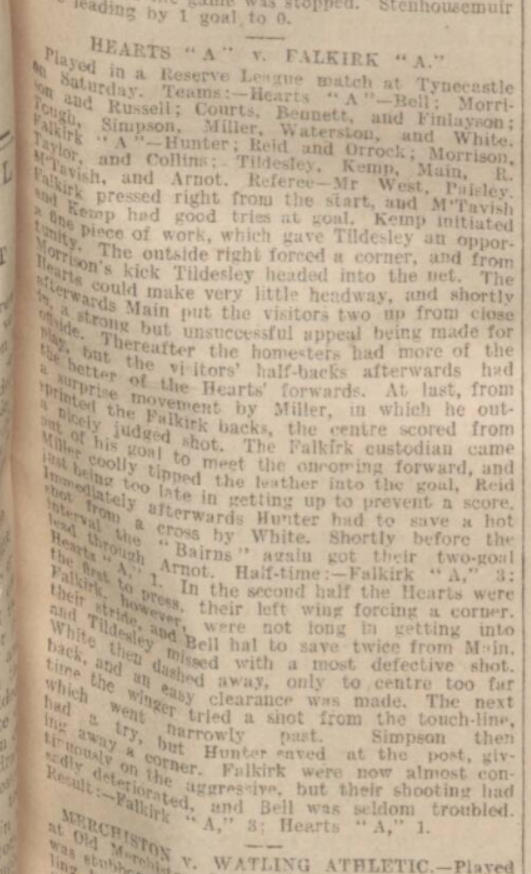 the game was stopped. Stenhousemuir
leading by 1 goal to 0.
HEARTS "A" v. FALKIRK "A."
Played in a Reserve League match at Tynecastle
on Saturday. Teams:—Hearts "A"—Bell; Morri-
son and Russell; Courts, Bennett, and Finlayson;
Tough, Simpson, Miller, Waterston, and White.
Falkirk "A"—Hunter; Reid and Orrock; Morrison,
Taylor, and Collins; Tildesley, Kemp, Main, R.
M'Tavish, and Arnot. Referee—Mr West, Paisley.
Falkirk pressed right from the start, and M'Tavish
and Kemp had good tries at goal. Kemp initiated
a fine piece of work, which gave Tildesley an oppor-
tunity. The outside right forced a corner, and from
Morrison's kick Tildesley headed into the net. The
Hearts could make very little headway, and shortly
afterwards Main put the visitors two up from close
in, a strong but unsuccessful appeal being made for
offside. Thereafter the homesters had more of the
play, but the visitors' half-backs afterwards had
the better of the Hearts' forwards. At last, from
a surprise movement by Miller, in which he out-
sprinted the Falkirk backs, the centre scored from
a nicely judged shot. The Falkirk custodian came
out of his goal to meet the oncoming forward, and
Miller coolly tipped the leather into the goal, Reid
just being too late in getting up to prevent a score.
Immediately afterwards Hunter had to save a hot
shot from a cross by White. Shortly before the
interval the "Bairns" again got their two-goal
lead through Arnot. Half-time:—Falkirk "A," 3;
Hearts "A," 1. In the second half the Hearts were
the first to press, their left wing forcing a corner.
Falkirk, however, were not long in getting into
their stride, and Bell had to save twice from Main,
and Tildesley missed with a most defective shot.
White then dashed away, only to centre too far
back, and an easy clearance was made. The next
time the winger tried a shot from the touch-line,
which went narrowly past. Simpson then
had a try, but Hunter saved at the post, giv-
ing away a corner. Falkirk were now almost con-
tinuously on the aggressive, but their shooting had
sadly deteriorated, and Bell was seldom troubled.
Result:—Falkirk "A," 3; Hearts "A," 1.
MERCHISTON v. WATLING ATHLETIC.—Played
at Old
was